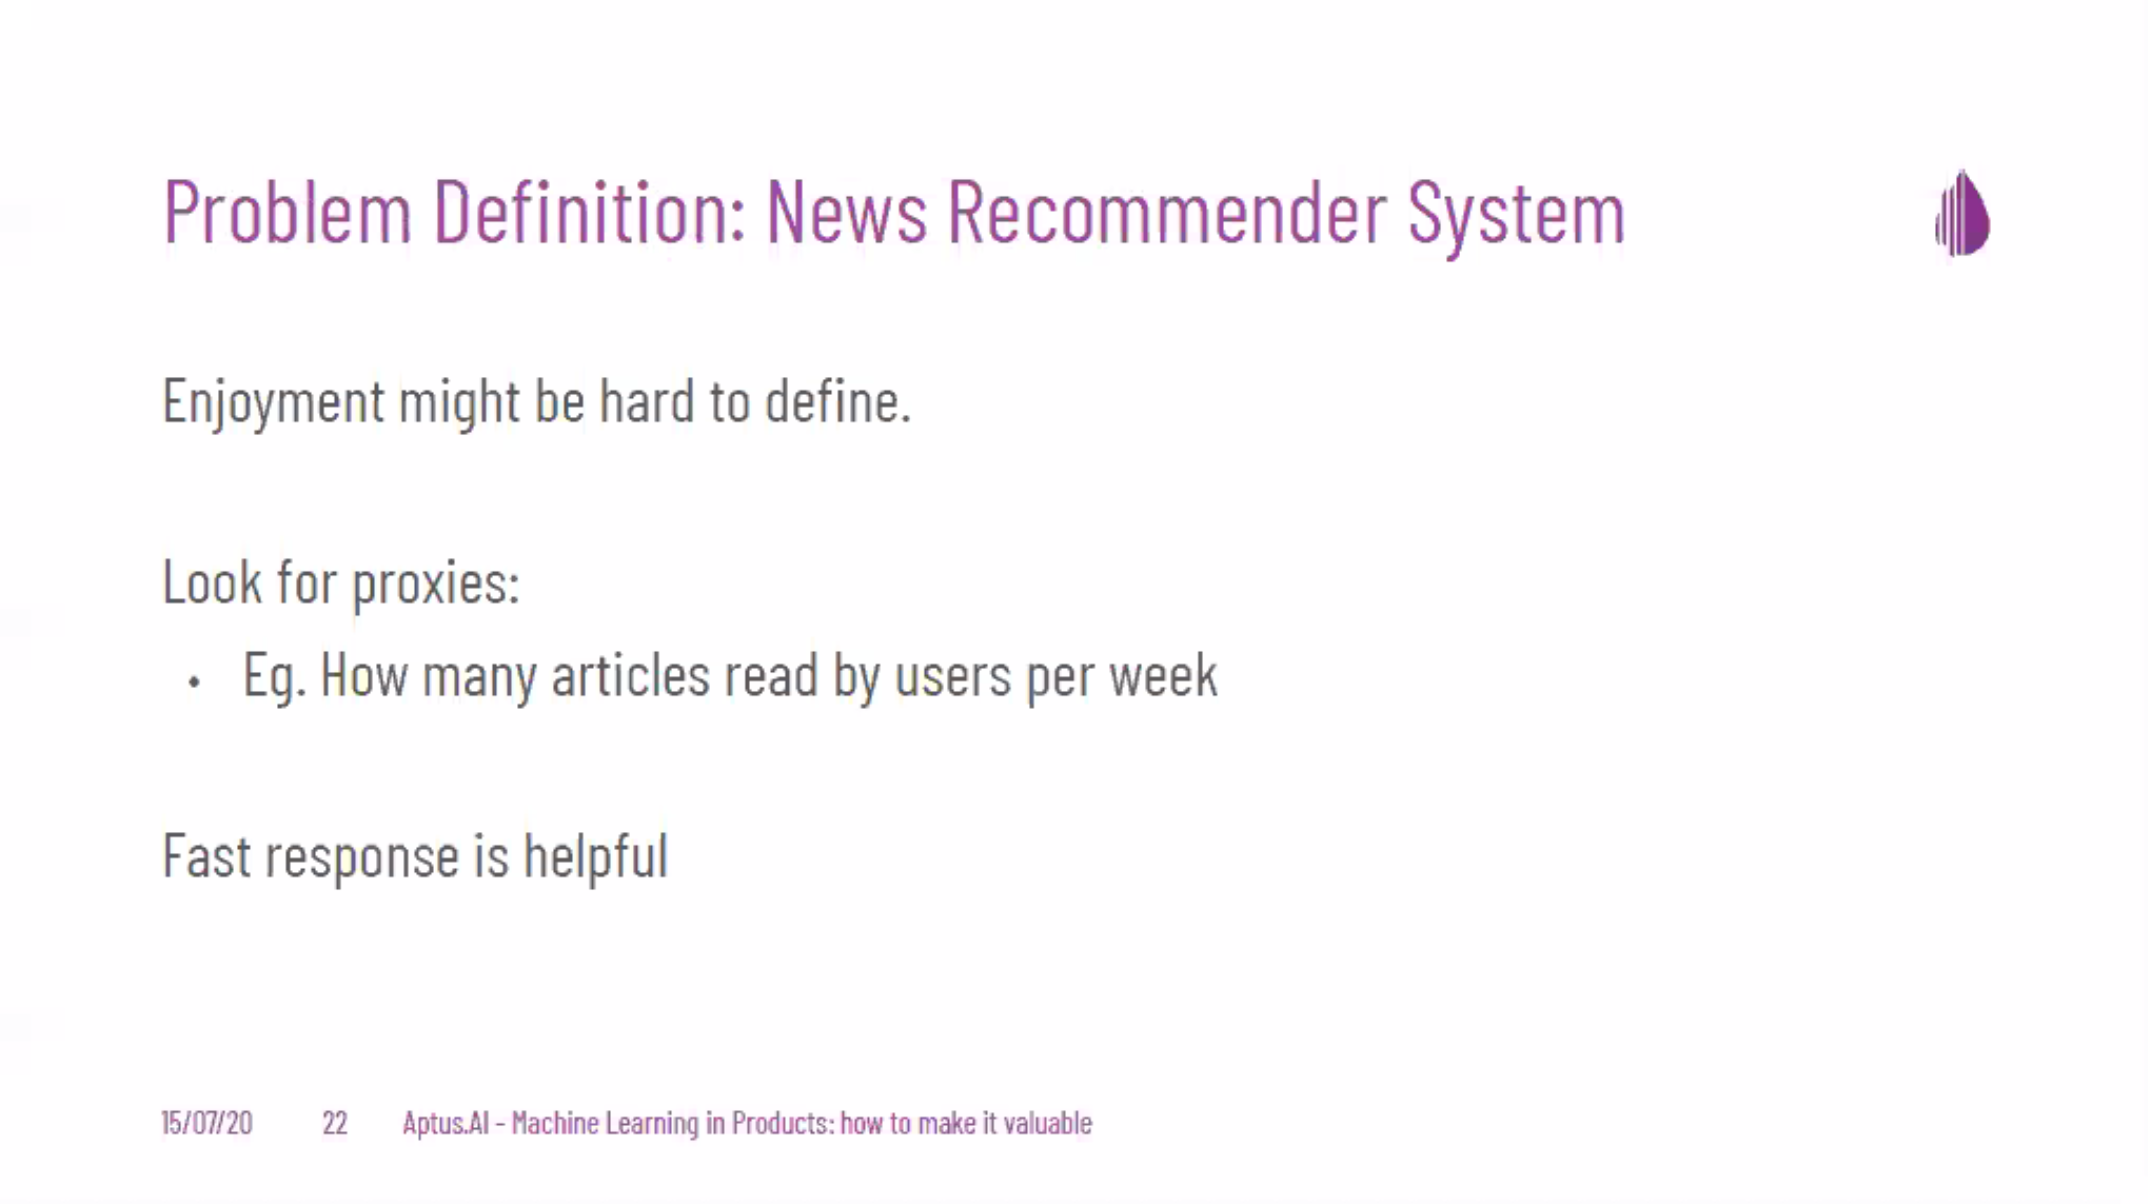 Problem Definition: News Recommender System
Enjoyment might be hard to define.
Look for proxies:
• Eg. How many articles read by users per week
Fast response is helpful
15/07/20 22 Aptus.AI - Machine Learning in Products: how to make it valuable